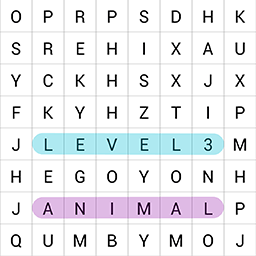 O P R P S D H K
S R E H I X A U
Y C K H S X J X
F K Y H Z T I P
J L E V E L 3 M
H E G O Y O N H
J A N I M A L P
Q U M B Y M O J